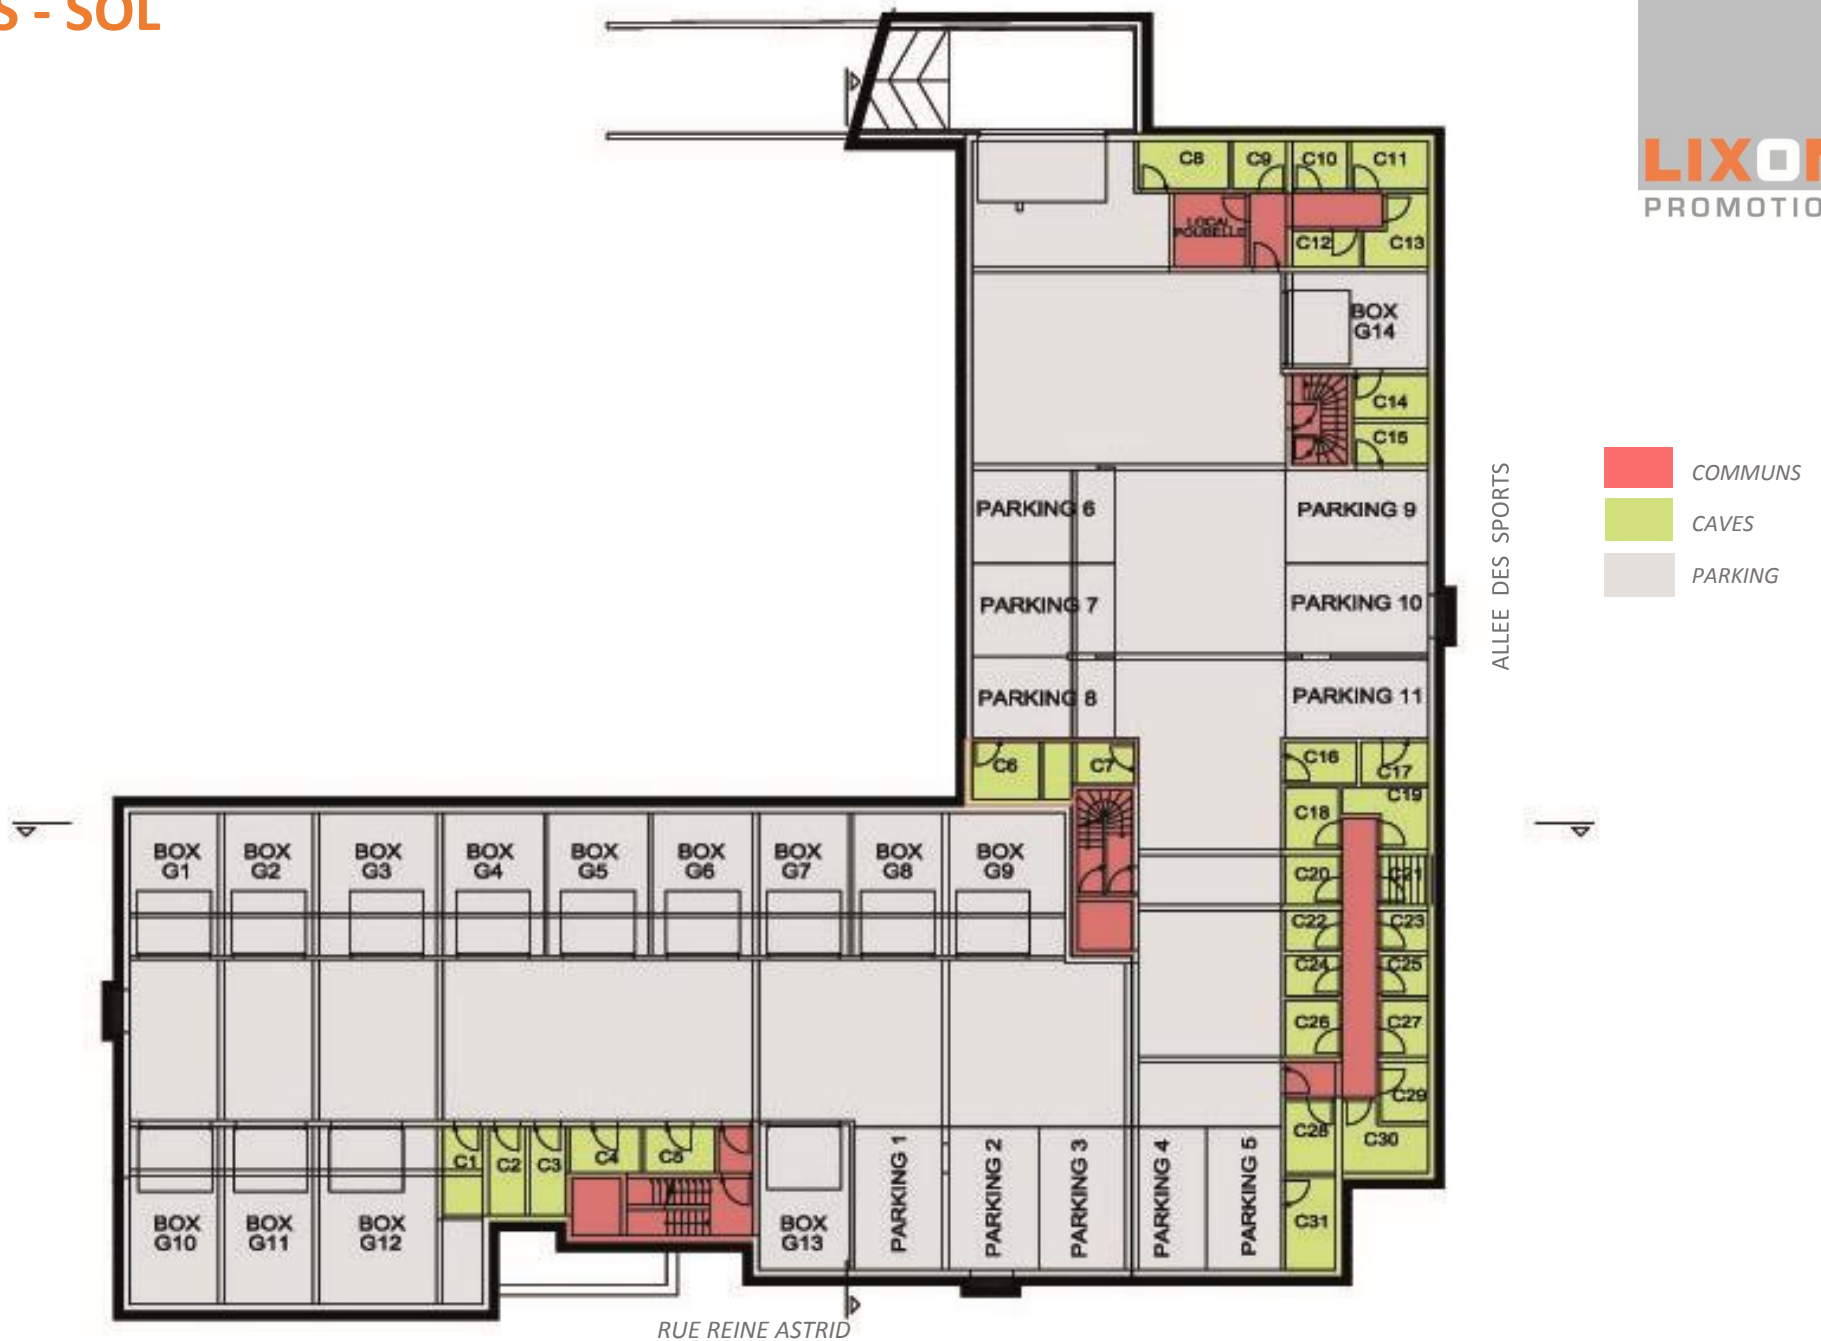 S - SOL
LIXON
PROMOTIO
C8
C9
C10
C11
LOCAL
POUBELLE
C12
C13
BOX
G14
C14
C15
PARKING 6
PARKING 9
PARKING 7
PARKING 10
PARKING 8
PARKING 11
ALLEE DES SPORTS
COMMUNS
CAVES
PARKING
C6
C7
C16
C17
C18
C19
C20
C21
C22
C23
C24
C25
C26
C27
C28
C29
C30
C31
BOX
G1
BOX
G2
BOX
G3
BOX
G4
BOX
G5
BOX
G6
BOX
G7
BOX
G8
BOX
G9
C1
C2
C3
C4
C5
BOX
G10
BOX
G11
BOX
G12
BOX
G13
PARKING 1
PARKING 2
PARKING 3
PARKING 4
PARKING 5
RUE REINE ASTRID